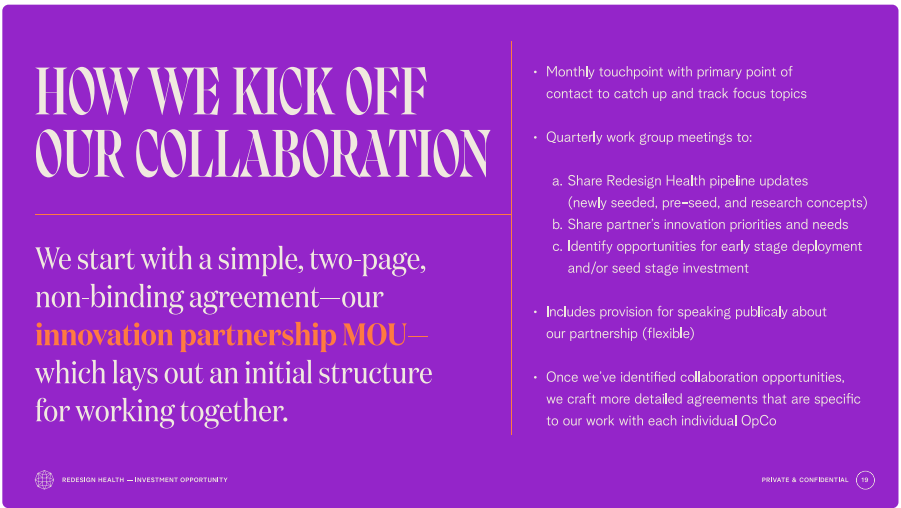 HOW WE KICK OFF
OUR COLLABORATION
We start with a simple, two-page,
non-binding agreement—our
innovation partnership MOU—
which lays out an initial structure
for working together.
• Monthly touchpoint with primary point of
contact to catch up and track focus topics
• Quarterly work group meetings to:
a. Share Redesign Health pipeline updates
(newly seeded, pre-seed, and research concepts)
b. Share partner's innovation priorities and needs
c. Identify opportunities for early stage deployment
and/or seed stage investment
• Includes provision for speaking publicaly about
our partnership (flexible)
• Once we've identified collaboration opportunities,
we craft more detailed agreements that are specific
to our work with each individual OpCo
REDESIGN HEALTH — INVESTMENT OPPORTUNITY
PRIVATE & CONFIDENTIAL 19